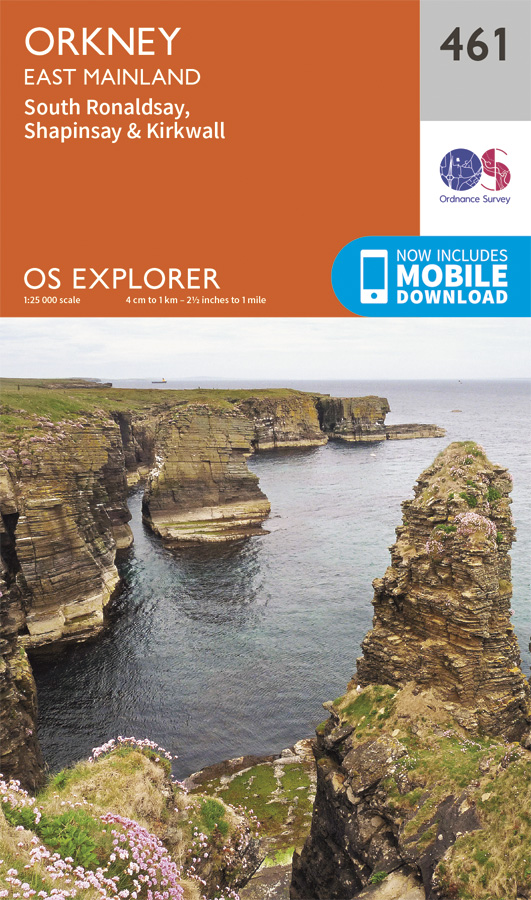 ORKNEY
EAST MAINLAND
South Ronaldsay,
Shapinsay & Kirkwall
461
OS
Ordnance Survey
OS EXPLORER
1:25 000 scale
4 cm to 1 km – 2½ inches to 1 mile
NOW INCLUDES
MOBILE
DOWNLOAD